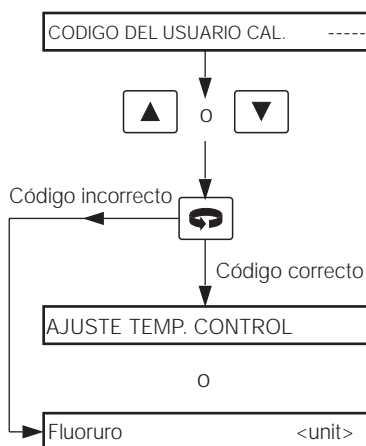 CODIGO DEL USUARIO CAL. -----
o
Código incorrecto
Código correcto
AJUSTE TEMP. CONTROL
o
Fluoruro <unit>